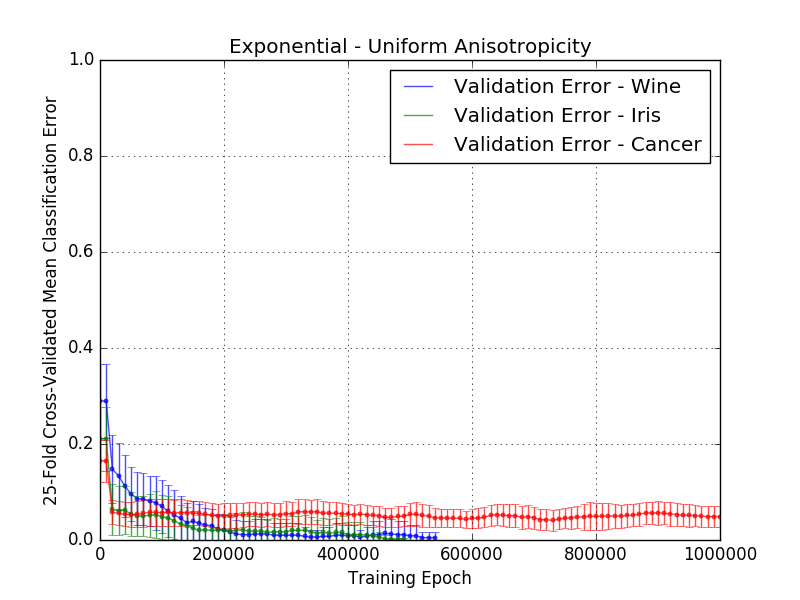 Exponential - Uniform Anisotropicity
Validation Error - Wine
Validation Error - Iris
Validation Error - Cancer
25-Fold Cross-Validated Mean Classification Error
1.0
0.8
0.6
0.4
0.2
0.0
0 200000 400000 600000 800000 1000000
Training Epoch